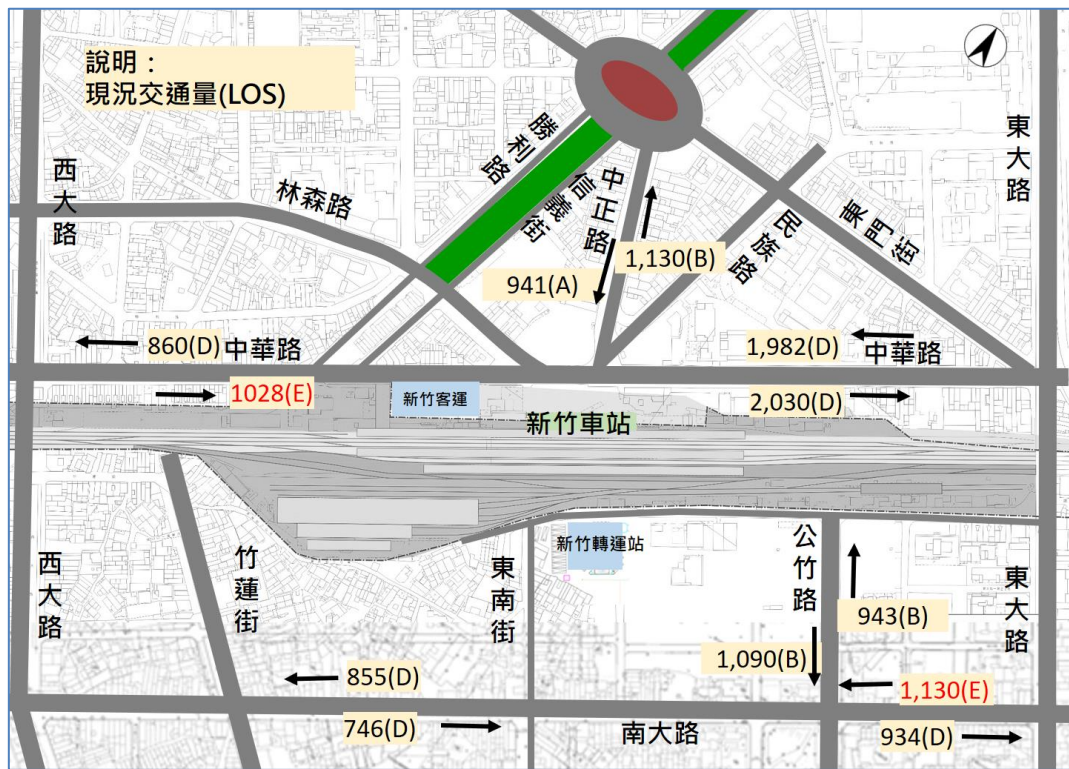 說明：
現況交通量(LOS)
西大路
林森路
勝利路
信義街
中正路
民族路
東門街
東大路
1,130(B)
941(A)
860(D)
中華路
1,982(D)
中華路
1028(E)
新竹客運
2,030(D)
新竹車站
西大路
竹蓮街
東南街
新竹轉運站
公竹路
東大路
943(B)
1,090(B)
855(D)
1,130(E)
746(D)
南大路
934(D)